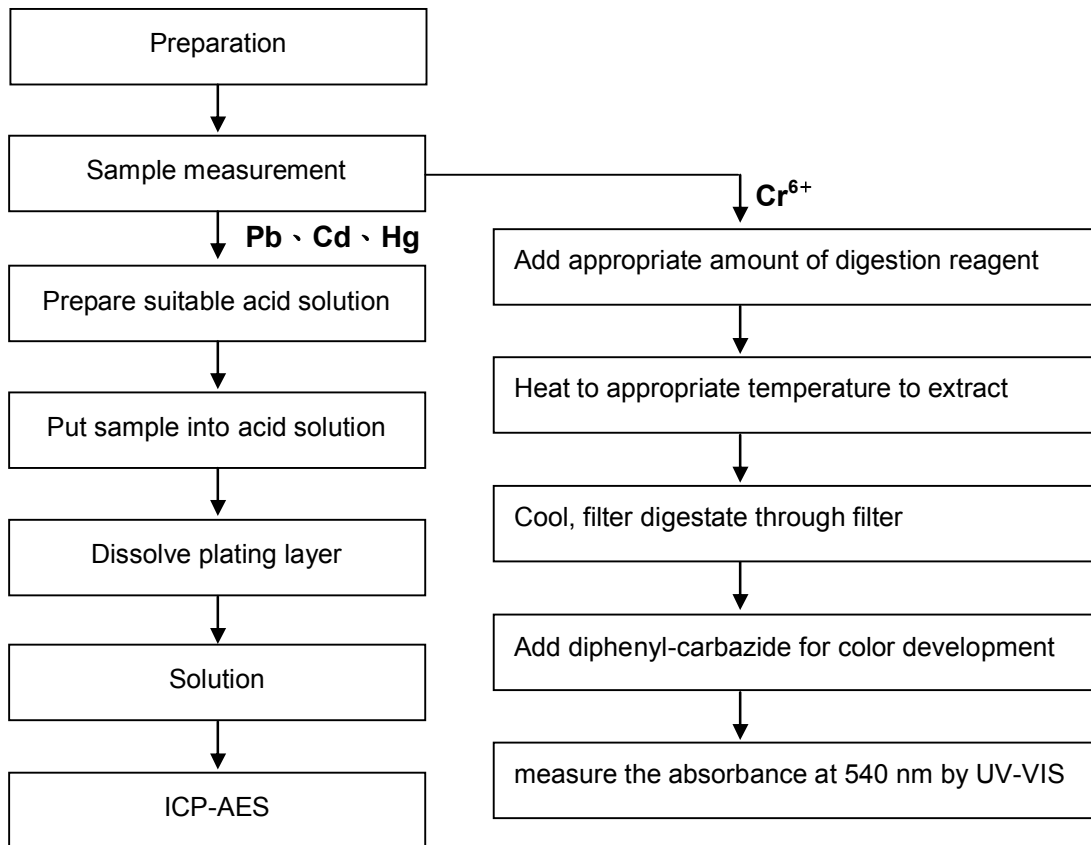 Preparation
Sample measurement
Pb、Cd、Hg
Prepare suitable acid solution
Put sample into acid solution
Dissolve plating layer
Solution
ICP-AES
Cr⁶⁺
Add appropriate amount of digestion reagent
Heat to appropriate temperature to extract
Cool, filter digestate through filter
Add diphenyl-carbazide for color development
measure the absorbance at 540 nm by UV-VIS